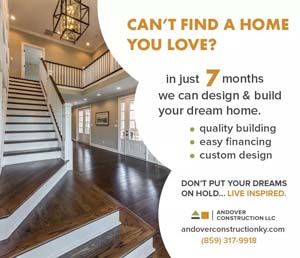 CAN'T FIND A HOME
YOU LOVE?
in just 7 months
we can design & build
your dream home.
• quality building
• easy financing
• custom design
DON'T PUT YOUR DREAMS
ON HOLD... LIVE INSPIRED.
ANDOVER
CONSTRUCTION LLC
andoverconstructionky.com
(859) 317-9918